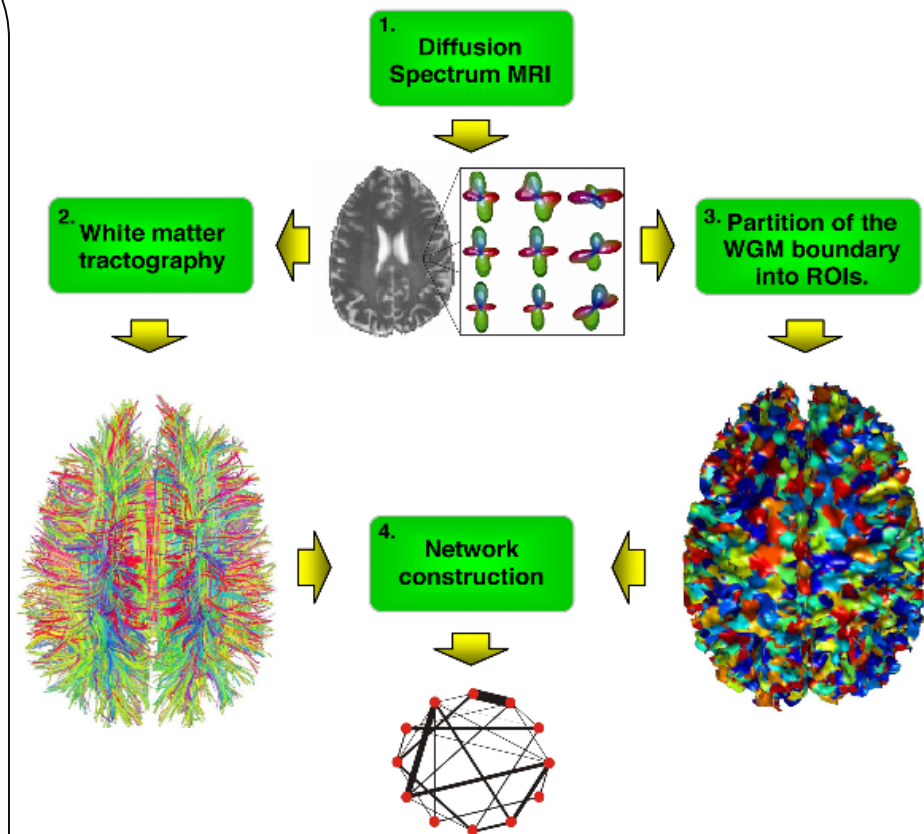 1.
Diffusion
Spectrum MRI
2.
White matter
tractography
3.
Partition of the
WGM boundary
into ROIs.
4.
Network
construction